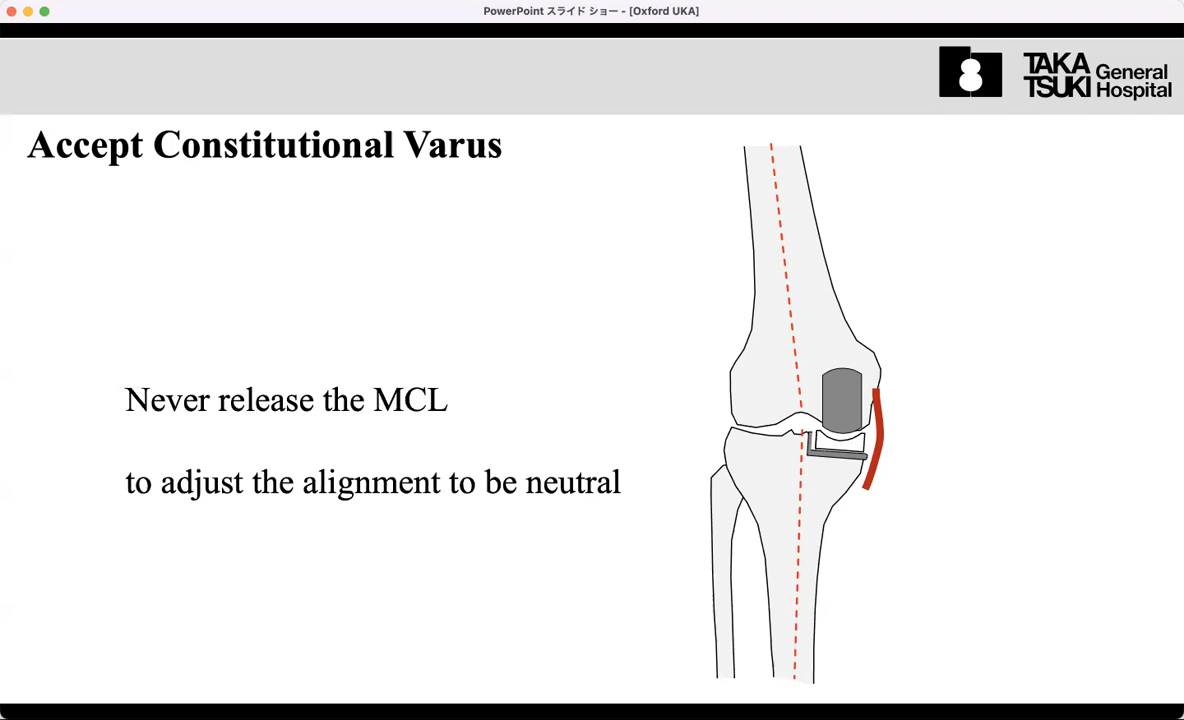 PowerPoint スライド ショー - [Oxford UKA]
TAKA
TSUKI
General
Hospital
Accept Constitutional Varus
Never release the MCL
to adjust the alignment to be neutral